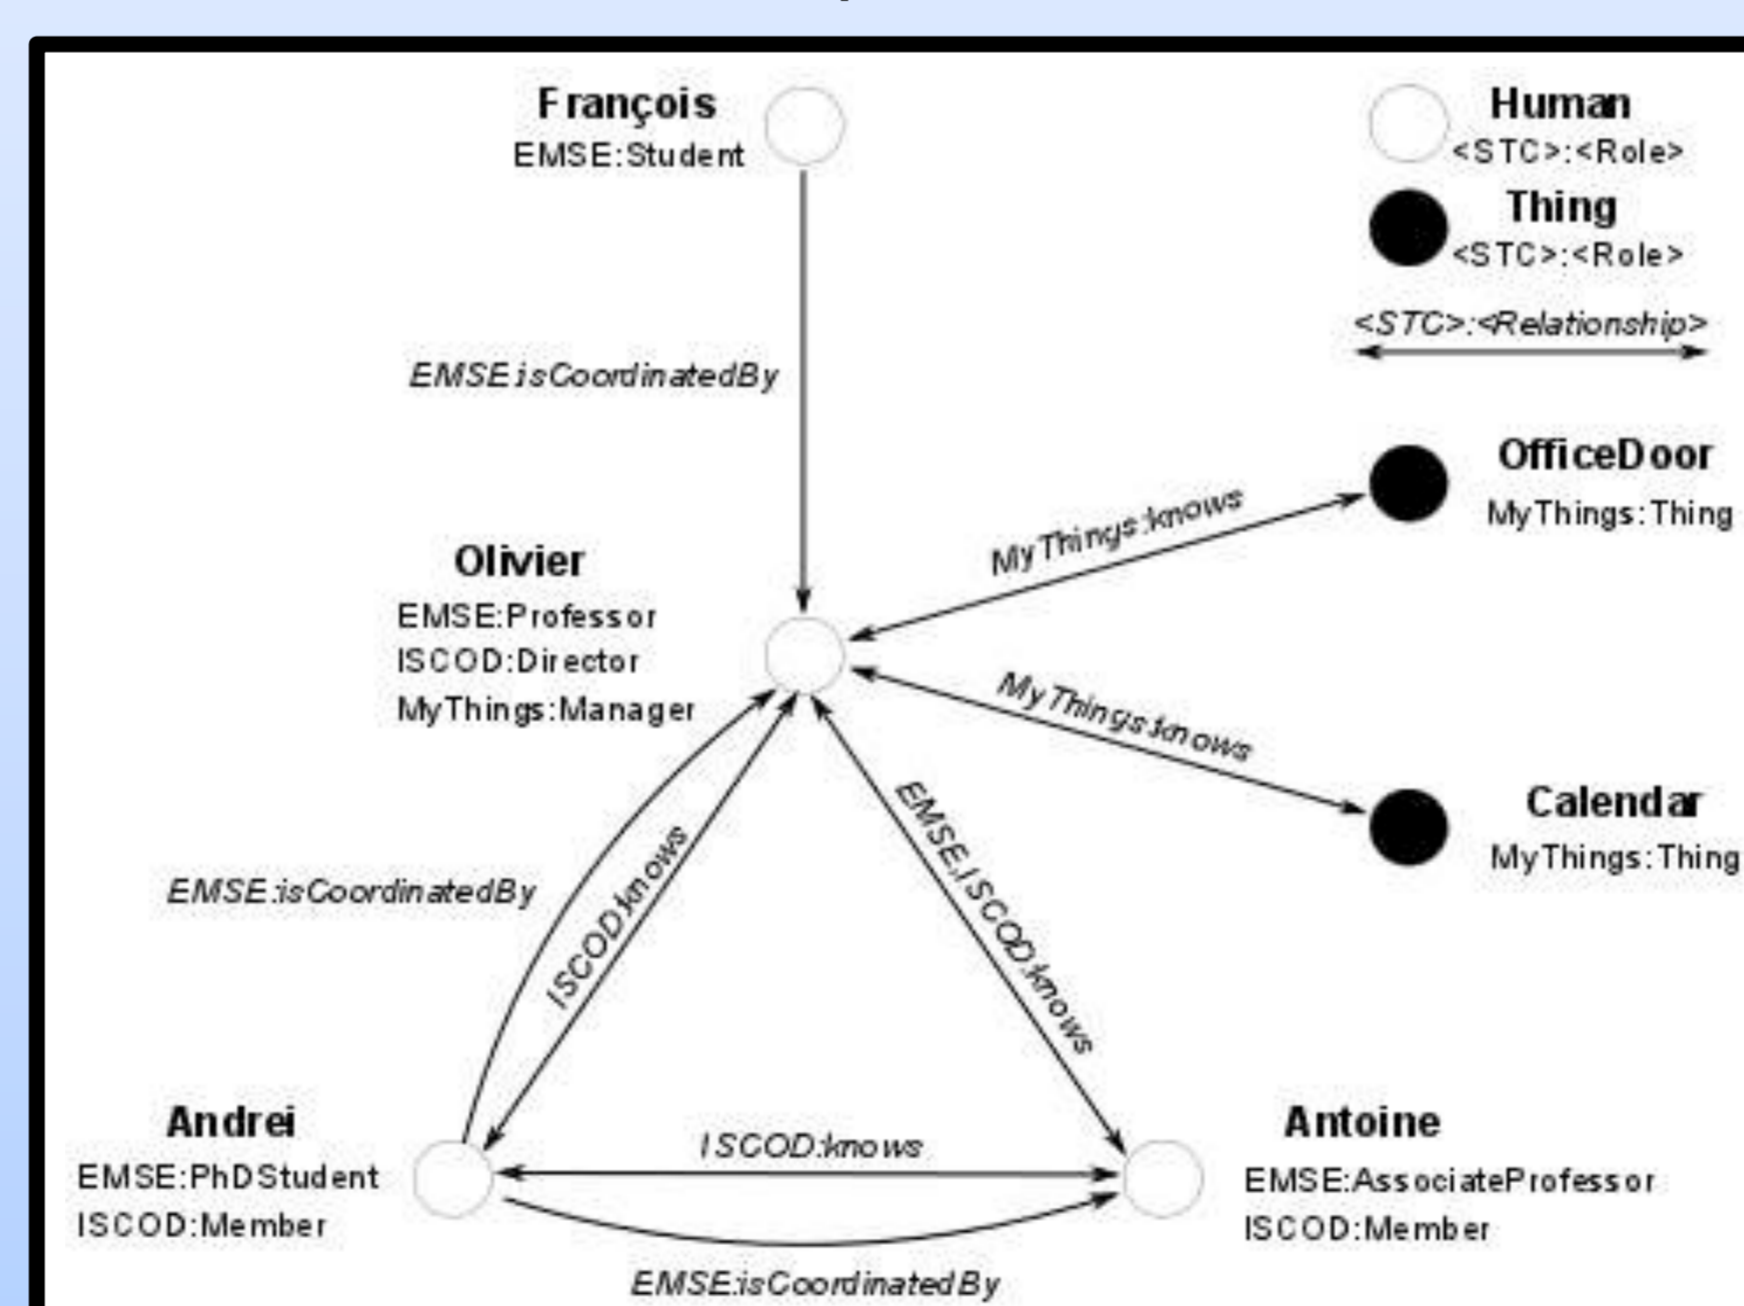 François
EMSE:Student
Human
<STC>:<Role>
Thing
<STC>:<Role>
<STC>:<Relationship>
EMSE:isCoordinatedBy
OfficeDoor
MyThings:Thing
MyThings:knows
Olivier
EMSE:Professor
ISCOD:Director
MyThings:Manager
MyThings:knows
Calendar
MyThings:Thing
EMSE:isCoordinatedBy
ISCOD:knows
EMSE,ISCOD:knows
Andrei
EMSE:PhDStudent
ISCOD:Member
ISCOD:knows
Antoine
EMSE:AssociateProfessor
ISCOD:Member
EMSE:isCoordinatedBy